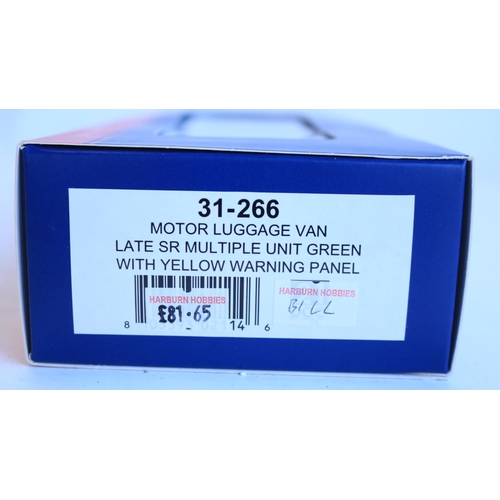 31-266
MOTOR LUGGAGE VAN
LATE SR MULTIPLE UNIT GREEN
WITH YELLOW WARNING PANEL
HARBURN HOBBIES
£81.65
HARBURN HOBBIES
BILL
8 14 6